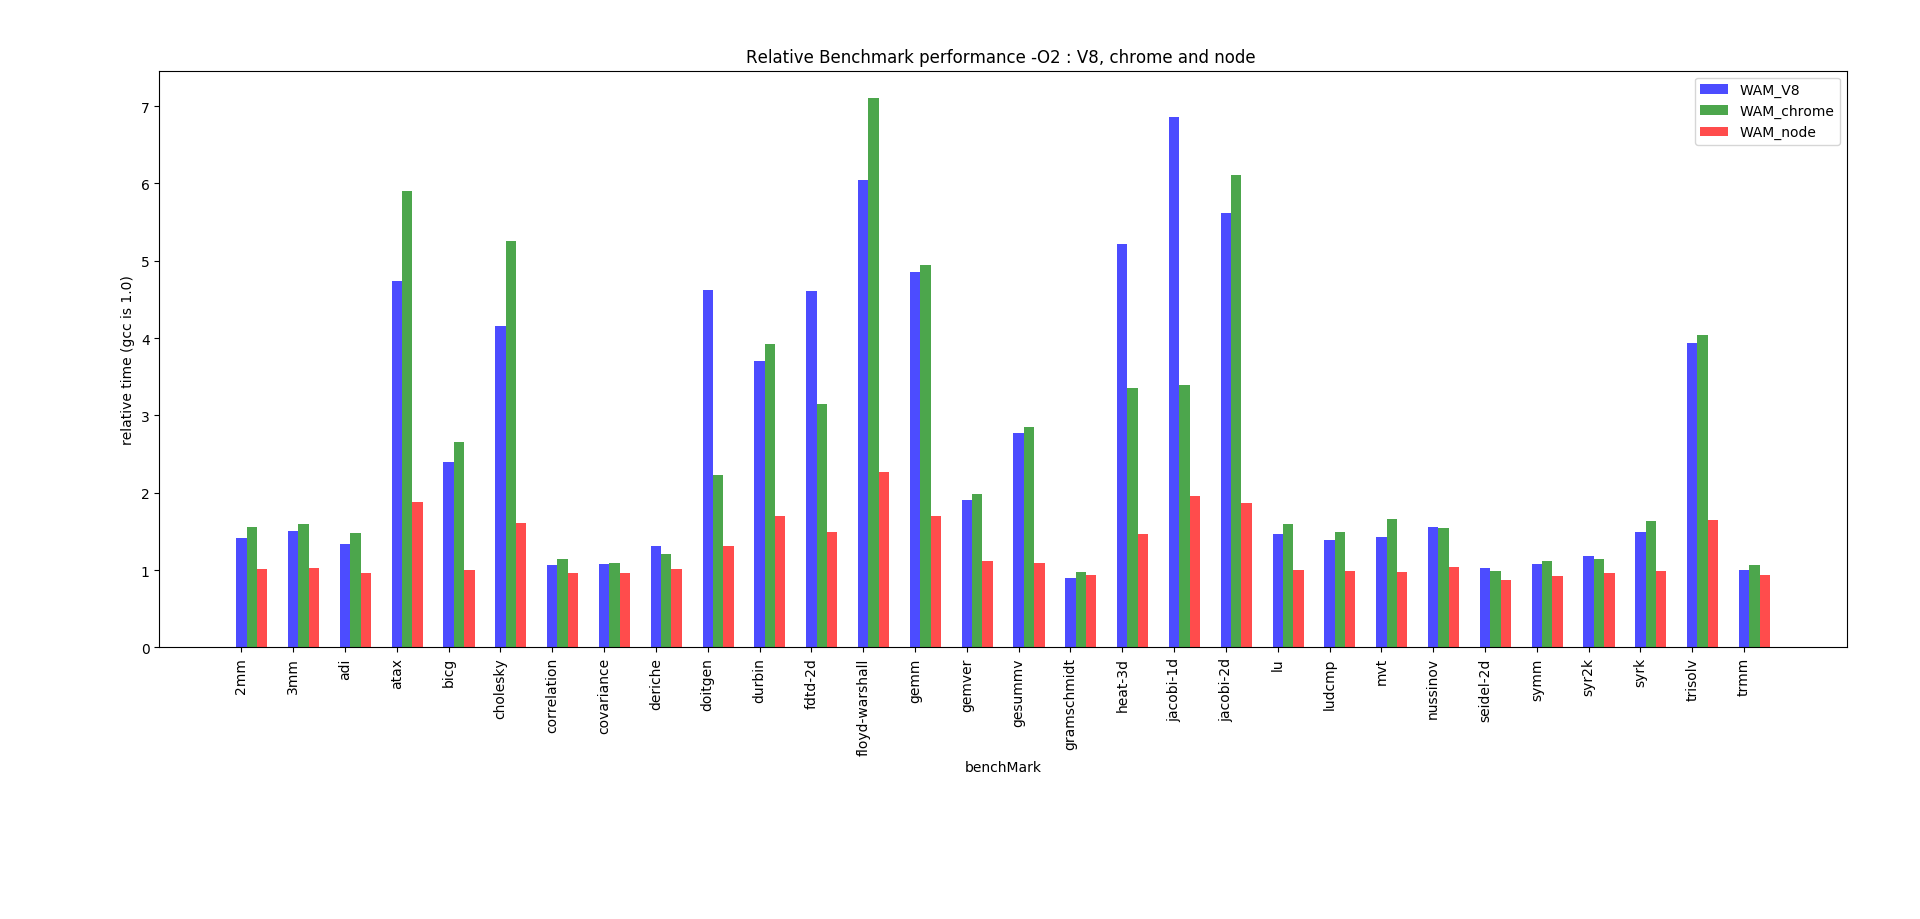 Relative Benchmark performance -O2 : V8, chrome and node
WAM_V8
WAM_chrome
WAM_node
relative time (gcc is 1.0)
7
6
5
4
3
2
1
0
2mm
3mm
adi
atax
bicg
cholesky
correlation
covariance
deriche
doitgen
durbin
fdtd-2d
floyd-warshall
gemm
gemver
gesummv
gramschmidt
heat-3d
jacobi-1d
jacobi-2d
lu
ludcmp
mvt
nussinov
seidel-2d
symm
syr2k
syrk
trisolv
trmm
benchMark